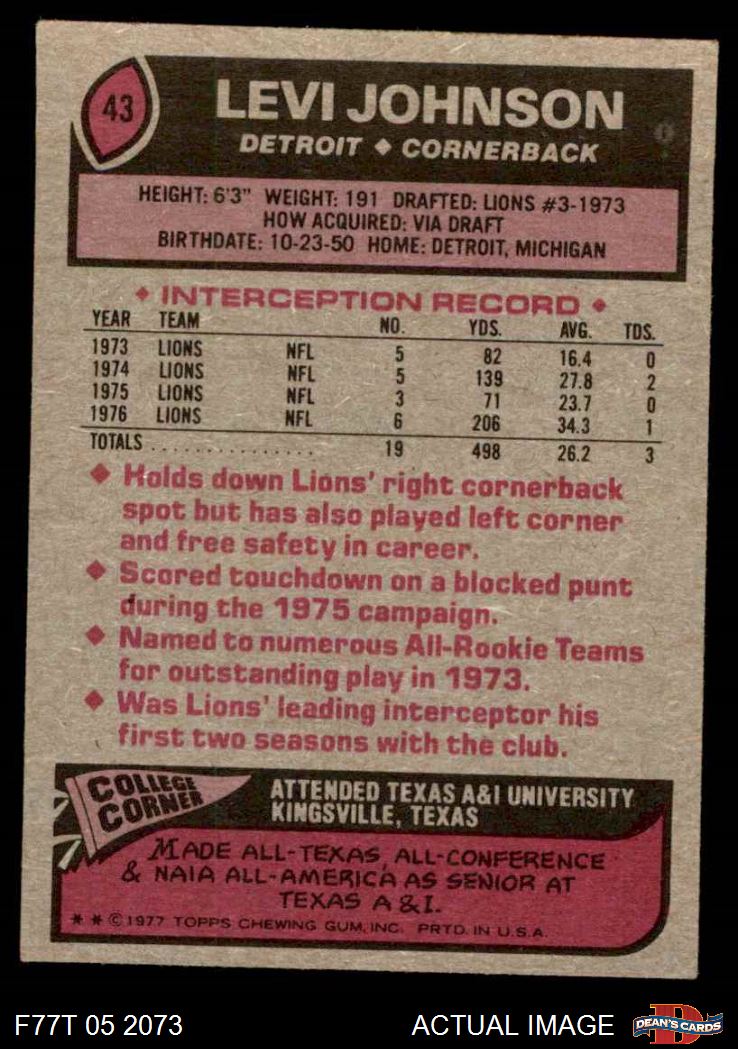 43
LEVI JOHNSON
DETROIT ◆ CORNERBACK
HEIGHT: 6'3" WEIGHT: 191 DRAFTED: LIONS #3-1973
HOW ACQUIRED: VIA DRAFT
BIRTHDATE: 10-23-50 HOME: DETROIT, MICHIGAN
◆ INTERCEPTION RECORD ◆
YEAR TEAM NO. YDS. AVG. TDS.
1973 LIONS NFL 5 82 16.4 0
1974 LIONS NFL 5 139 27.8 2
1975 LIONS NFL 3 71 23.7 0
1976 LIONS NFL 6 206 34.3 1
TOTALS . . . . . . . . . . . . . . . 19 498 26.2 3
◆ Holds down Lions' right cornerback
spot but has also played left corner
and free safety in career.
◆ Scored touchdown on a blocked punt
during the 1975 campaign.
◆ Named to numerous All-Rookie Teams
for outstanding play in 1973.
◆ Was Lions' leading interceptor his
first two seasons with the club.
COLLEGE
CORNER
ATTENDED TEXAS A&I UNIVERSITY
KINGSVILLE, TEXAS
MADE ALL-TEXAS, ALL-CONFERENCE
& NAIA ALL-AMERICA AS SENIOR AT
TEXAS A & I.
* * © 1977 TOPPS CHEWING GUM, INC. PRTD. IN U.S.A.
F77T 05 2073 ACTUAL IMAGE
D
DEAN'S CARDS